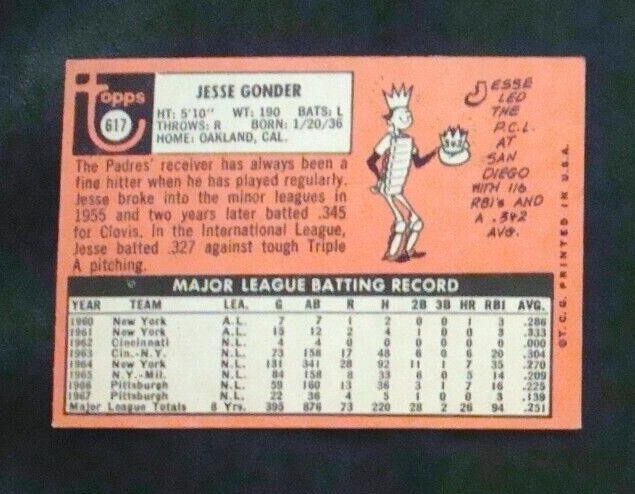 topps
617
JESSE GONDER
HT: 5'10" WT: 190 BATS: L
THROWS: R BORN: 1/20/36
HOME: OAKLAND, CAL.
The Padres' receiver has always been a
fine hitter when he has played regularly.
Jesse broke into the minor leagues in
1955 and two years later batted .345
for Clovis. In the International League,
Jesse batted .327 against tough Triple
A pitching.
JESSE
LED
THE
P.C.L.
AT
SAN
DIEGO
WITH 116
RBI's AND
A .342
AVG.
.342
©T.C.G. PRINTED IN U.S.A.
MAJOR LEAGUE BATTING RECORD
YEAR TEAM LEA. G AB R H 2B 3B HR RBI AVG.
1960 New York A.L. 7 7 1 2 0 0 1 3 .286
1961 New York A.L. 15 12 2 4 1 0 0 3 .333
1962 Cincinnati N.L. 4 4 0 0 0 0 0 0 .000
1963 Cin.-N.Y. N.L. 73 158 17 48 6 0 6 20 .304
1964 New York N.L. 131 341 28 92 11 1 7 35 .270
1965 N.Y.-Mil. N.L. 84 158 8 33 6 0 5 14 .209
1966 Pittsburgh N.L. 59 160 13 36 3 1 7 16 .225
1967 Pittsburgh N.L. 22 36 4 5 1 0 0 3 .139
Major League Totals 8 Yrs. 395 876 73 220 28 2 26 94 .251